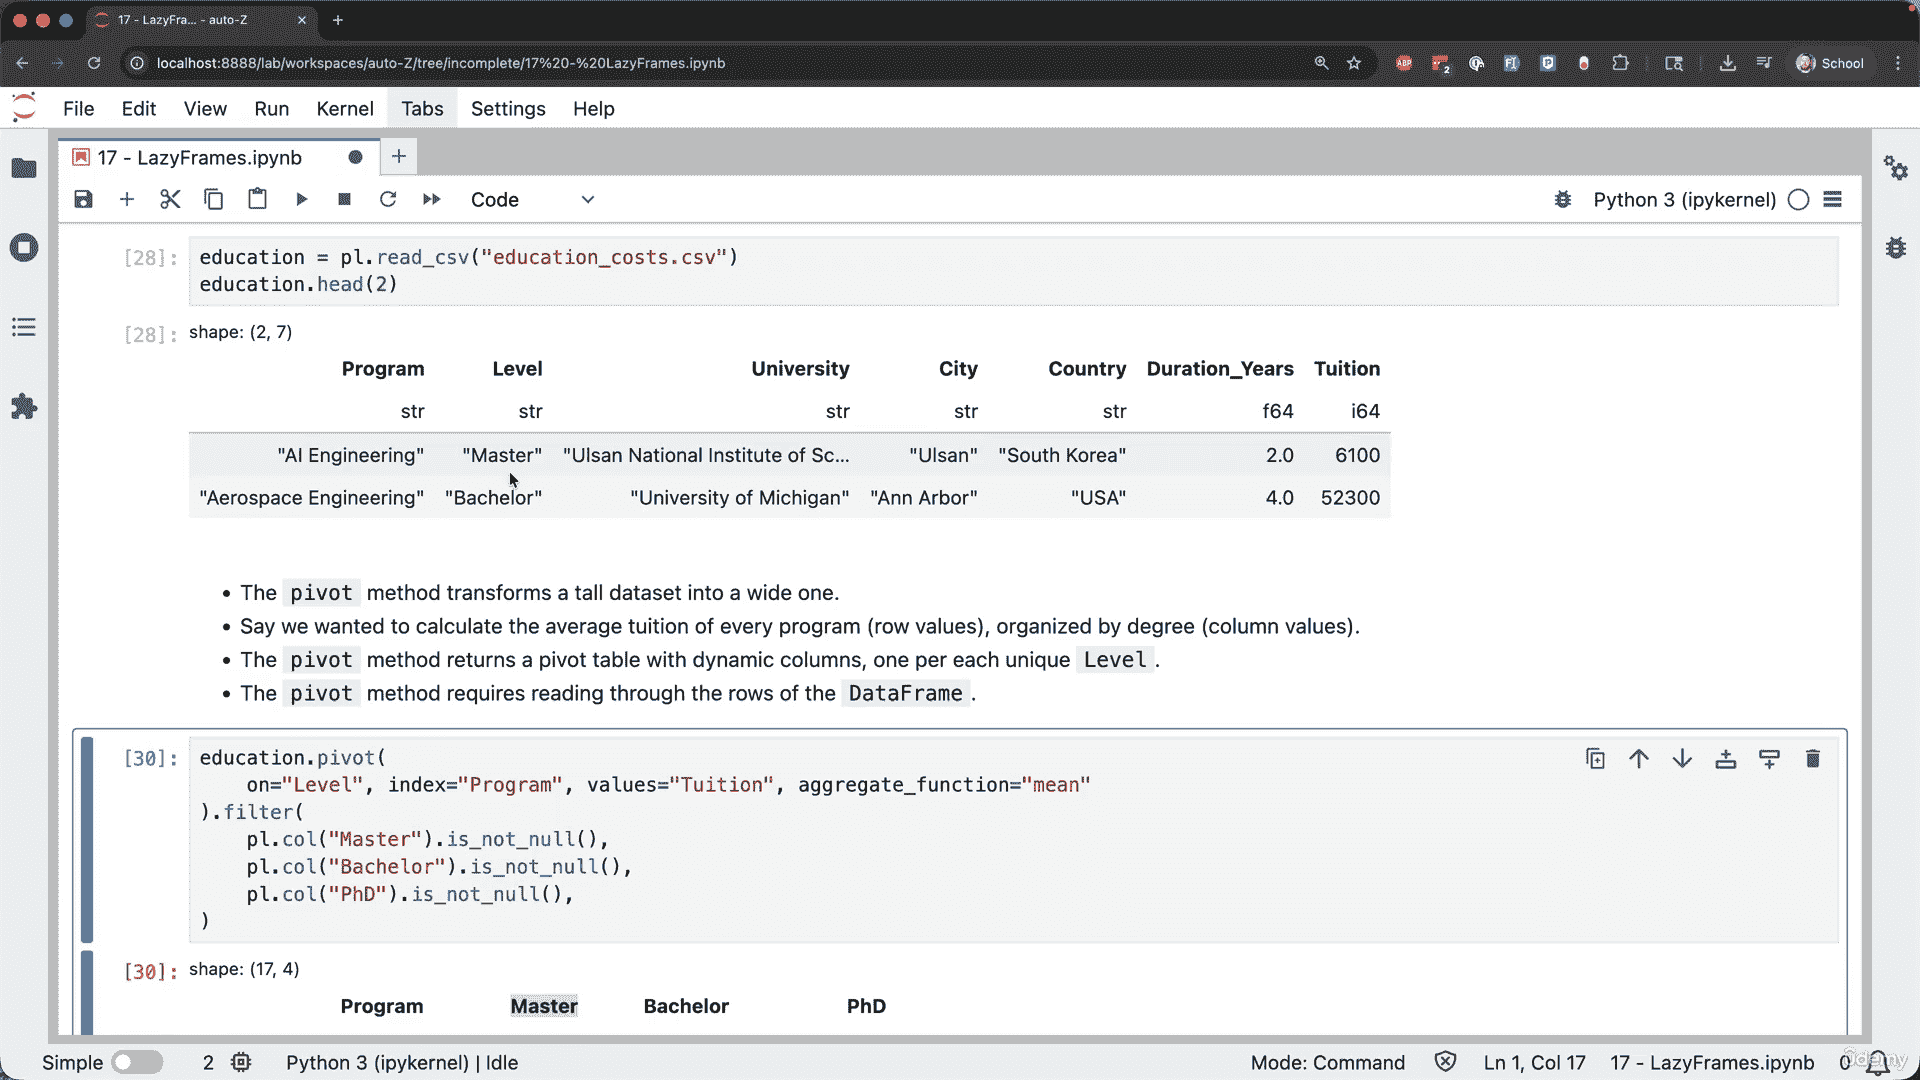 17 - LazyFra... - auto-Z
localhost:8888/lab/workspaces/auto-Z/tree/incomplete/17%20-%20LazyFrames.ipynb
ABP
2
School
File Edit View Run Kernel Tabs Settings Help
17 - LazyFrames.ipynb
Code
Python 3 (ipykernel)
[28]: education = pl.read_csv("education_costs.csv")
education.head(2)
[28]: shape: (2, 7)
Program Level University City Country Duration_Years Tuition
str str str str str f64 i64
"AI Engineering" "Master" "Ulsan National Institute of Sc... "Ulsan" "South Korea" 2.0 6100
"Aerospace Engineering" "Bachelor" "University of Michigan" "Ann Arbor" "USA" 4.0 52300
• The pivot method transforms a tall dataset into a wide one.
• Say we wanted to calculate the average tuition of every program (row values), organized by degree (column values).
• The pivot method returns a pivot table with dynamic columns, one per each unique Level.
• The pivot method requires reading through the rows of the DataFrame.
[30]: education.pivot(
on="Level", index="Program", values="Tuition", aggregate_function="mean"
).filter(
pl.col("Master").is_not_null(),
pl.col("Bachelor").is_not_null(),
pl.col("PhD").is_not_null(),
)
[30]: shape: (17, 4)
Program Master Bachelor PhD
Simple 2 Python 3 (ipykernel) | Idle Mode: Command Ln 1, Col 17 17 - LazyFrames.ipynb 0